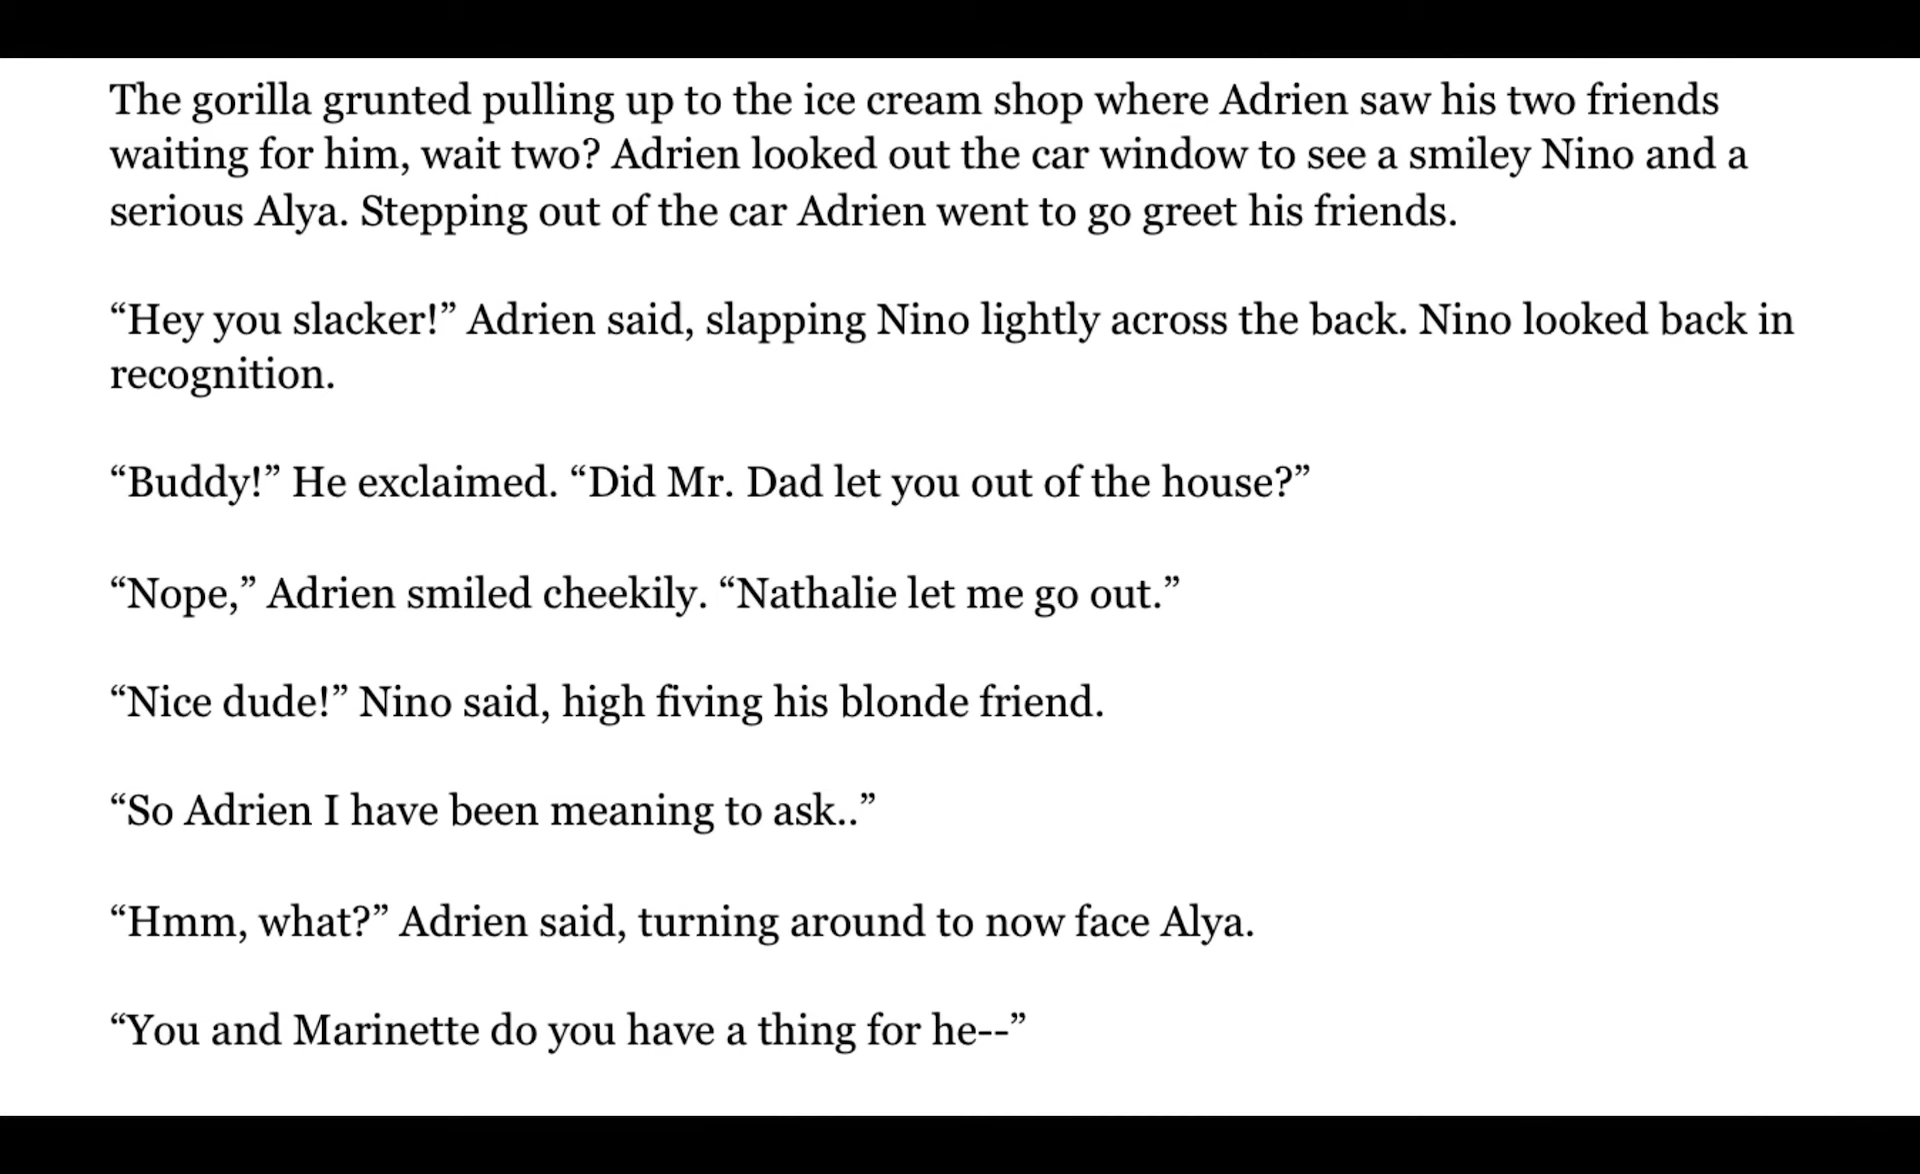 The gorilla grunted pulling up to the ice cream shop where Adrien saw his two friends
waiting for him, wait two? Adrien looked out the car window to see a smiley Nino and a
serious Alya. Stepping out of the car Adrien went to go greet his friends.
“Hey you slacker!” Adrien said, slapping Nino lightly across the back. Nino looked back in
recognition.
“Buddy!” He exclaimed. “Did Mr. Dad let you out of the house?”
“Nope,” Adrien smiled cheekily. “Nathalie let me go out.”
“Nice dude!” Nino said, high fiving his blonde friend.
“So Adrien I have been meaning to ask..”
“Hmm, what?” Adrien said, turning around to now face Alya.
“You and Marinette do you have a thing for he--”